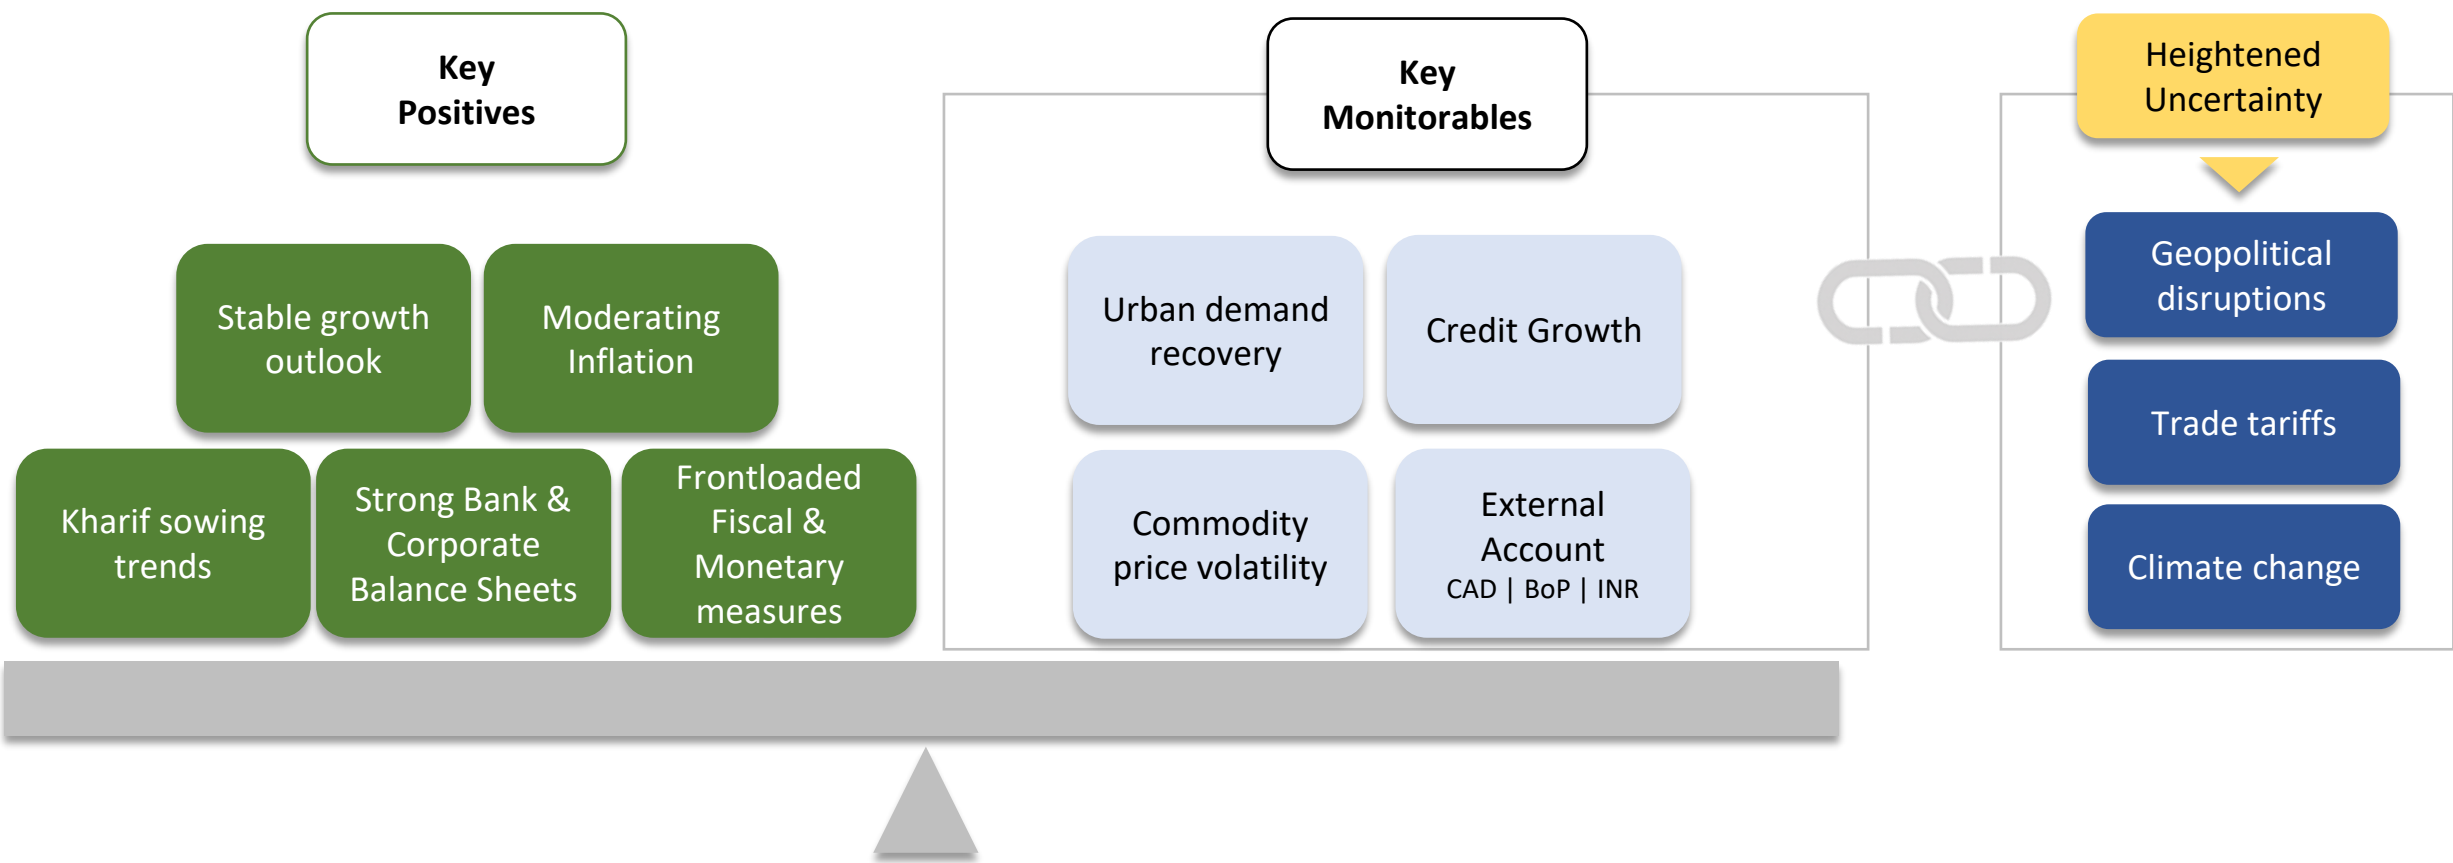 Key
Positives
Stable growth
outlook
Moderating
Inflation
Kharif sowing
trends
Strong Bank &
Corporate
Balance Sheets
Frontloaded
Fiscal &
Monetary
measures
Key
Monitorables
Urban demand
recovery
Credit Growth
Commodity
price volatility
External
Account
CAD | BoP | INR
Heightened
Uncertainty
Geopolitical
disruptions
Trade tariffs
Climate change